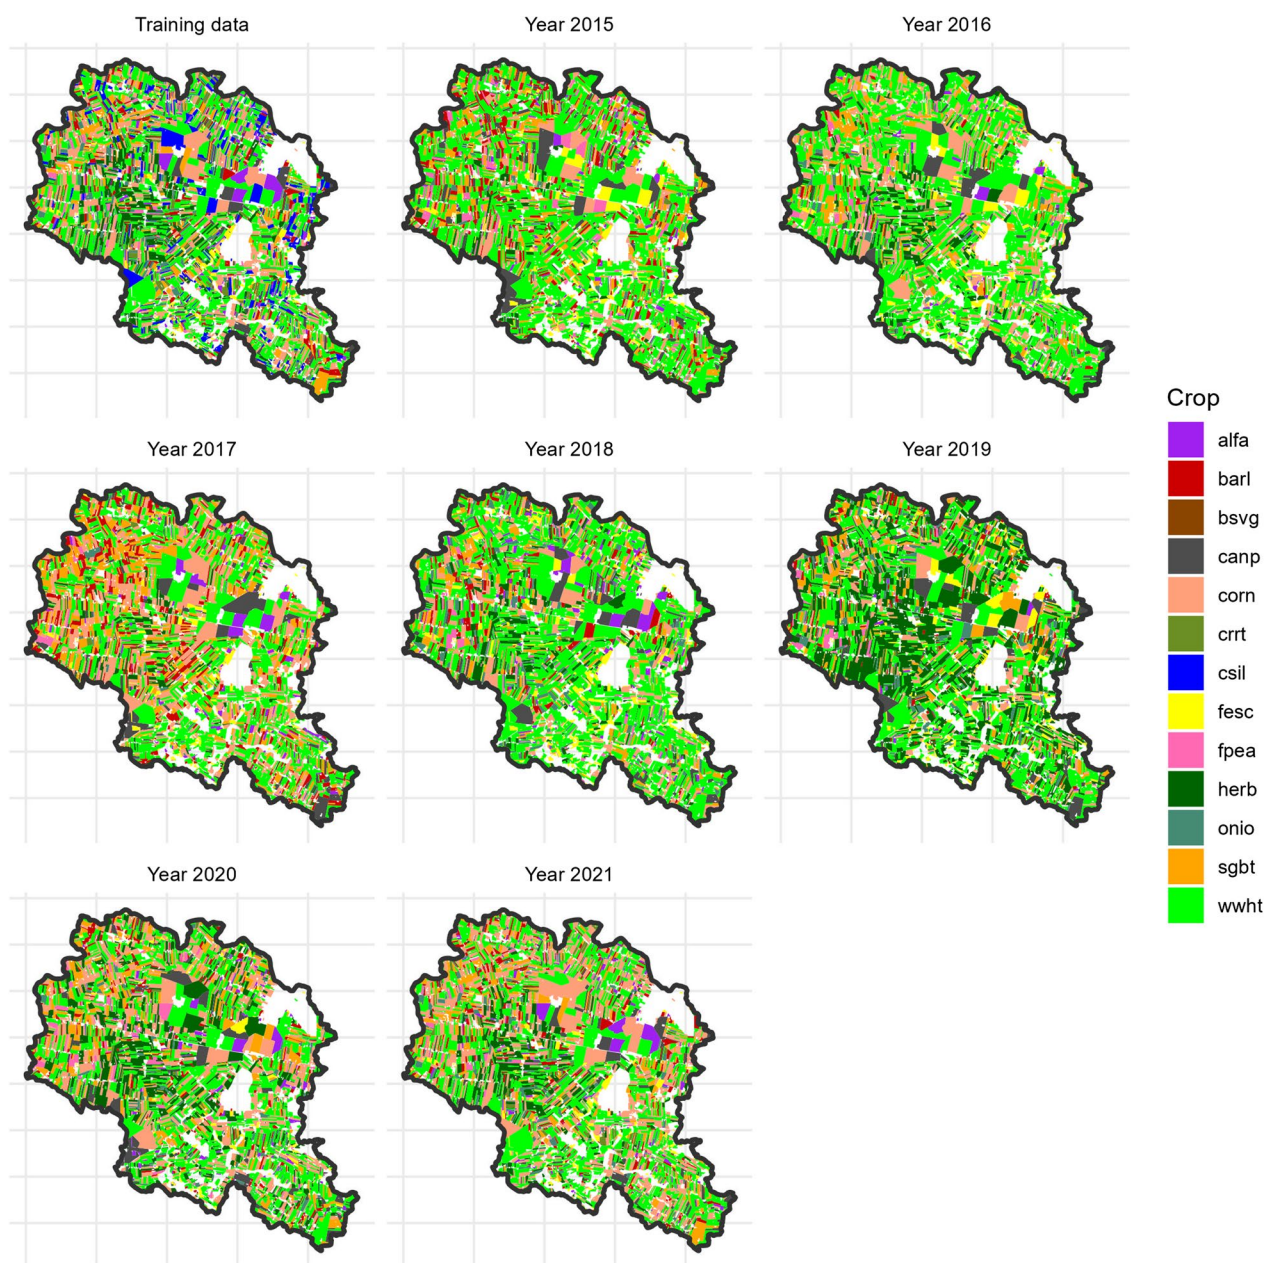 Training data
Year 2015
Year 2016
Year 2017
Year 2018
Year 2019
Year 2020
Year 2021
Crop
alfa
barl
bsvg
canp
corn
crrt
csil
fesc
fpea
herb
onio
sgbt
wwht